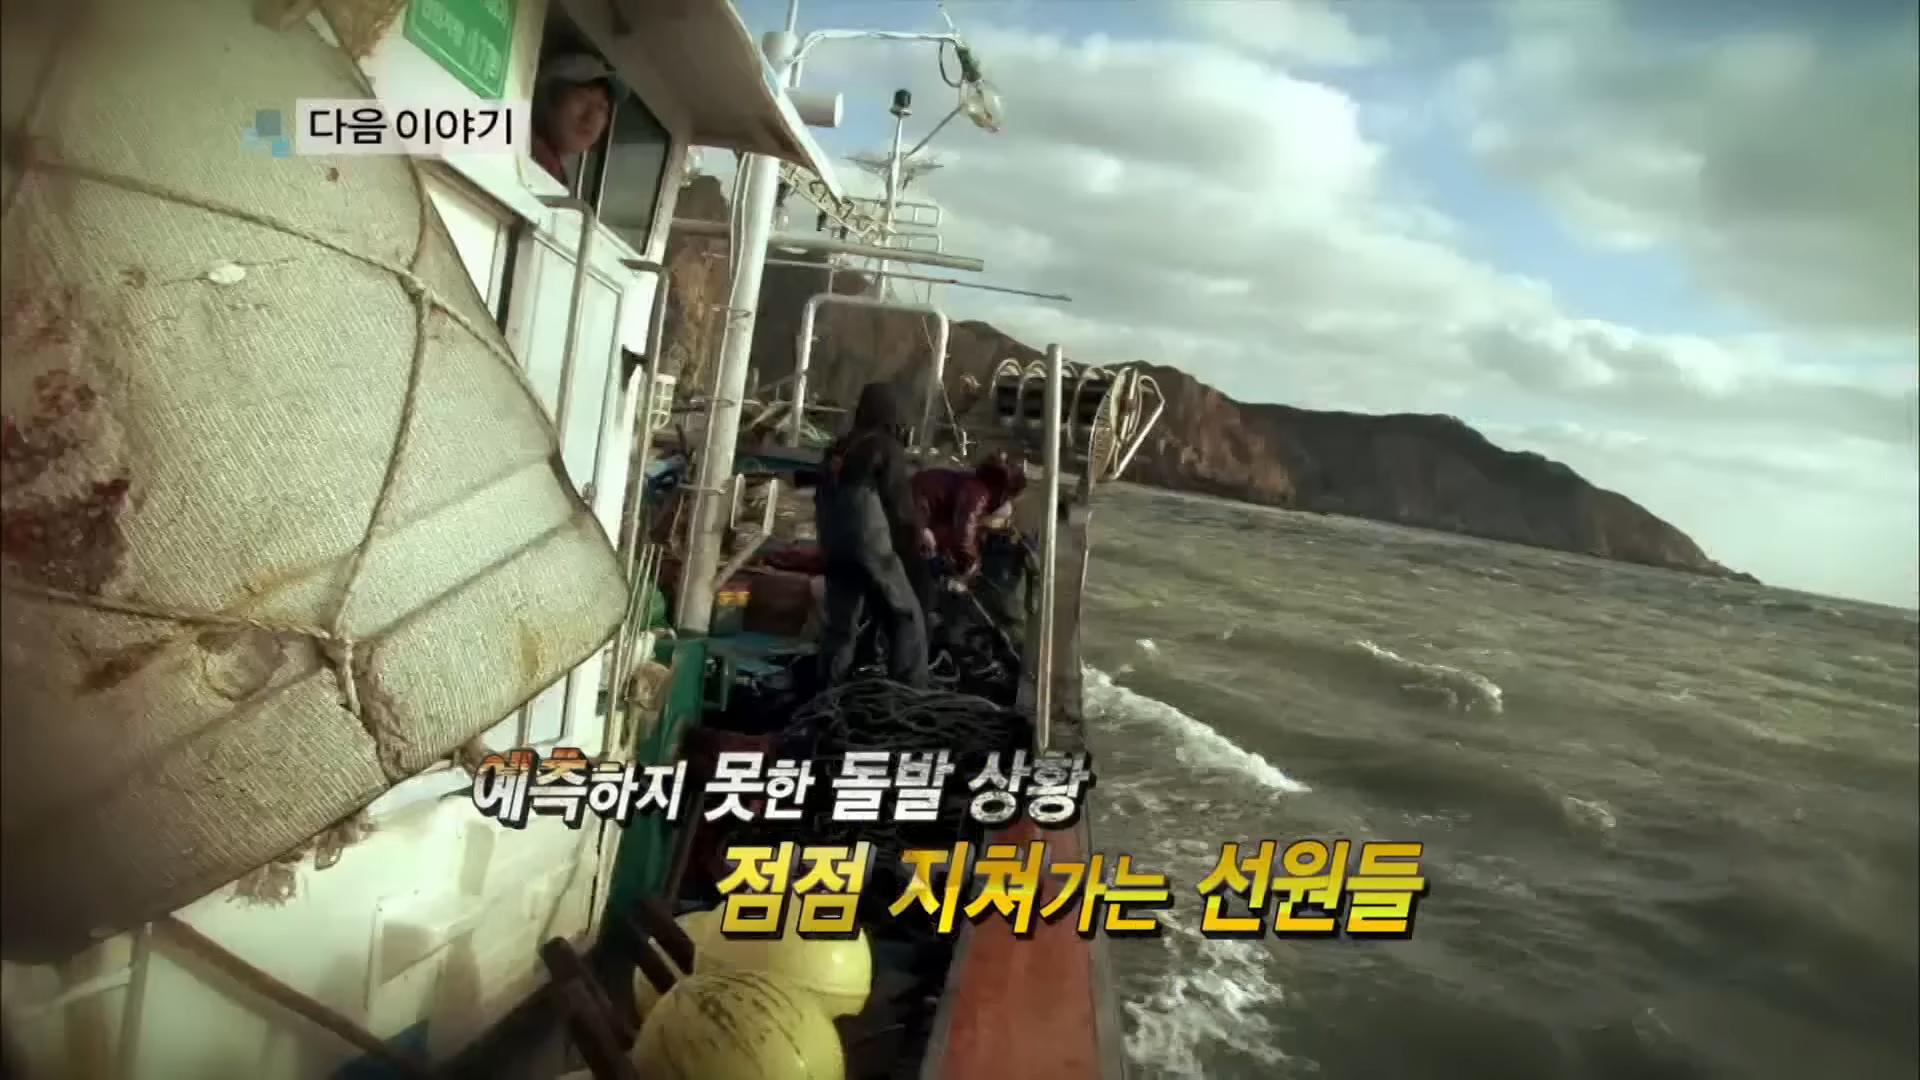 다음 이야기
예측하지 못한 돌발 상황
점점 지쳐가는 선원들